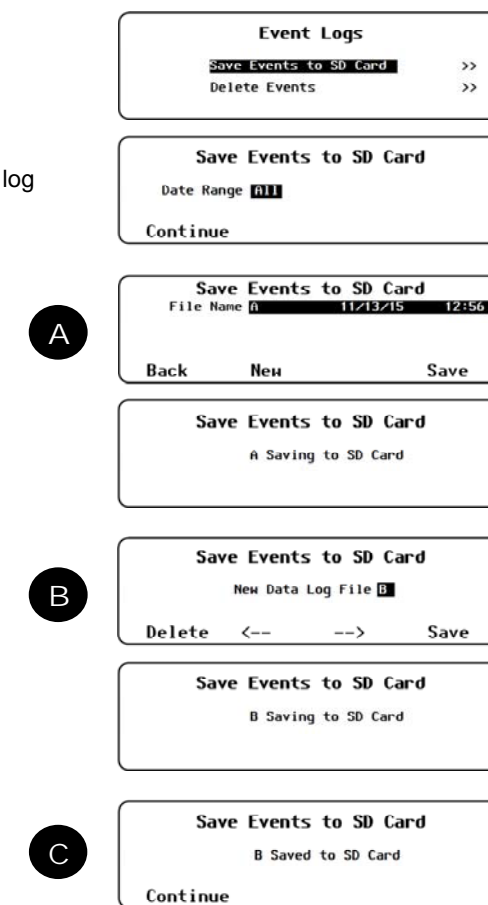 Event Logs
Save Events to SD Card >>
Delete Events >>
log
Save Events to SD Card
Date Range All
Continue
A
Save Events to SD Card
File Name A 11/13/15 12:56
Back New Save
Save Events to SD Card
A Saving to SD Card
B
Save Events to SD Card
New Data Log File B
Delete <-- --> Save
Save Events to SD Card
B Saving to SD Card
C
Save Events to SD Card
B Saved to SD Card
Continue